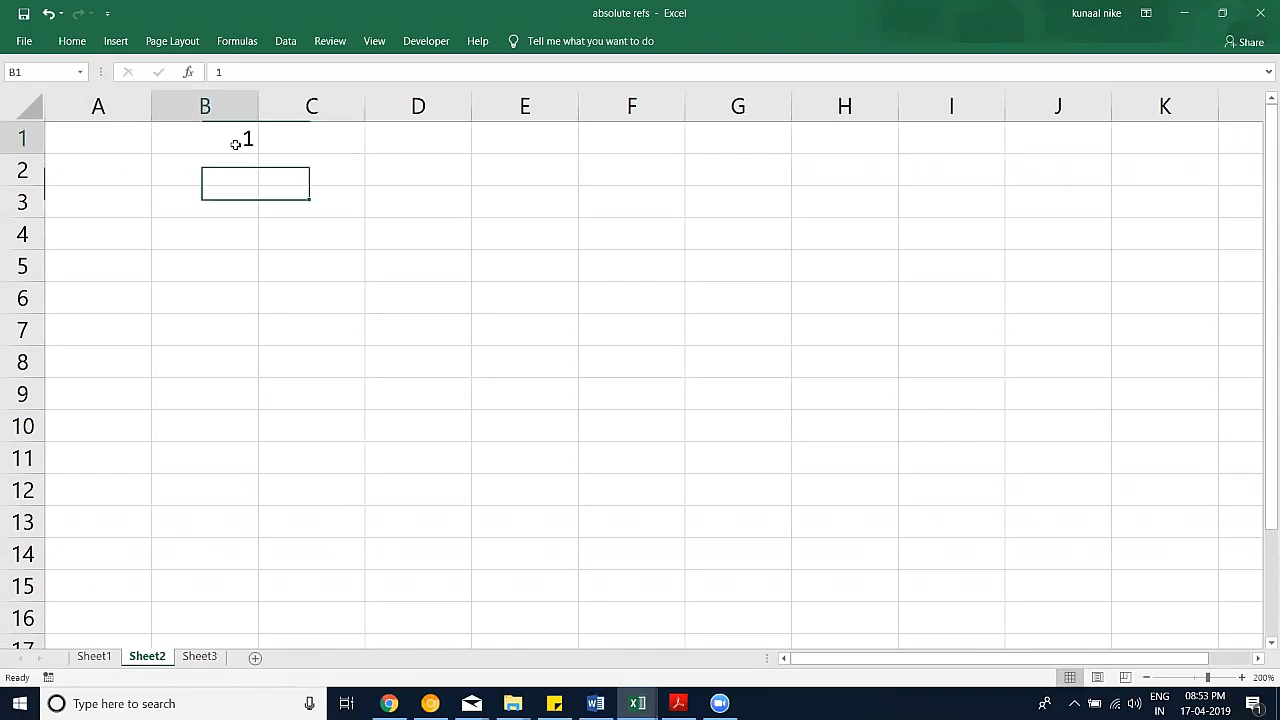 absolute refs - Excel
kunaal nike
File Home Insert Page Layout Formulas Data Review View Developer Help Tell me what you want to do Share
B1 fx 1
A B C D E F G H I J K
1 1
2
3
4
5
6
7
8
9
10
11
12
13
14
15
16
17
Sheet1 Sheet2 Sheet3
Ready 200%
Type here to search
ENG 08:53 PM
IN 17-04-2019 1